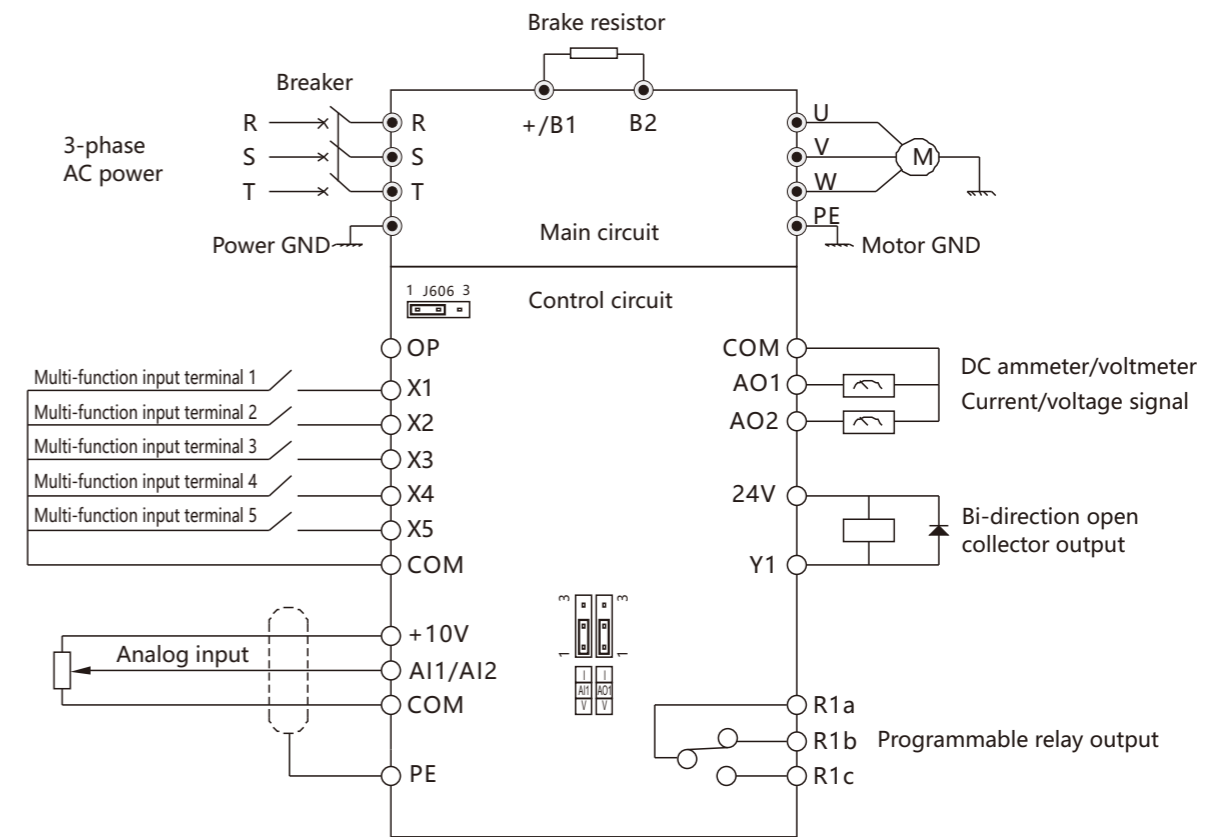 Brake resistor
Breaker
+/B1 B2
3-phase
AC power
R R
S S
T T
U
V
W
M
PE
Power GND
Main circuit
Motor GND
1 J606 3
Control circuit
OP
Multi-function input terminal 1 X1
Multi-function input terminal 2 X2
Multi-function input terminal 3 X3
Multi-function input terminal 4 X4
Multi-function input terminal 5 X5
COM
COM
AO1
AO2
DC ammeter/voltmeter
Current/voltage signal
24V
Y1
Bi-direction open
collector output
+10V
Analog input AI1/AI2
COM
PE
3 3
1 1
I I
AI1 AO1
V V
R1a
R1b Programmable relay output
R1c